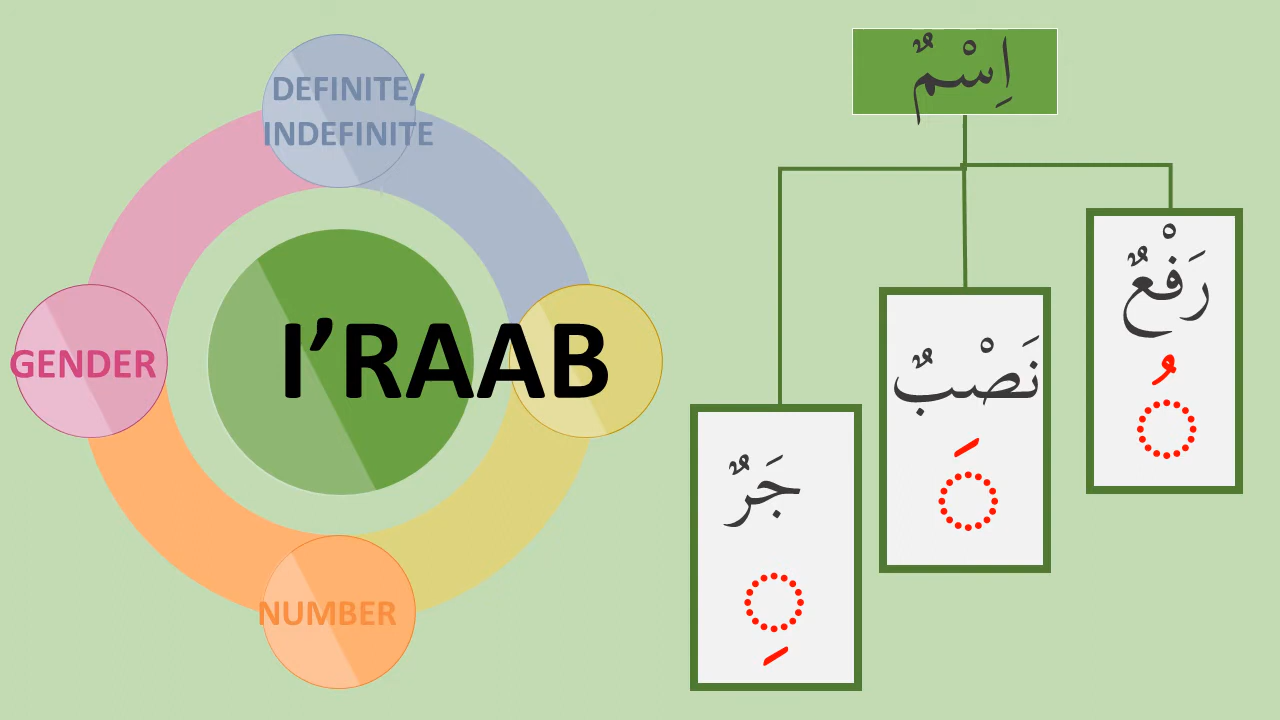 DEFINITE/
INDEFINITE
GENDER
I’RAAB
NUMBER
اِسْمٌ
رَفْعٌ
◌ُ
نَصْبٌ
◌َ
جَرٌ
◌ِ